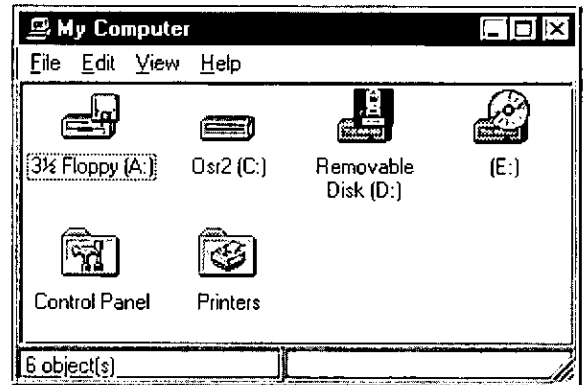 My Computer
File Edit View Help
3½ Floppy (A:) Osr2 (C:) Removable Disk (D:) (E:)
Control Panel Printers
6 object(s)